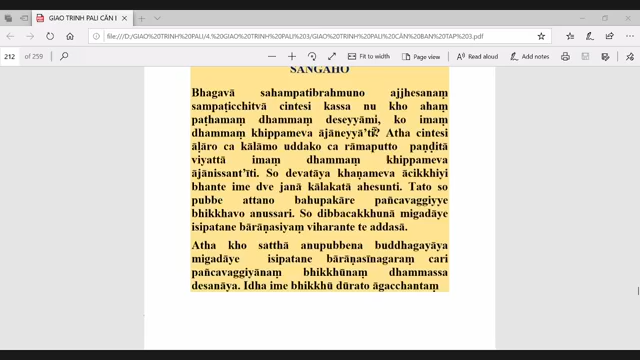 GIAO TRINH PALI CĂN I
file:///D:/GIAO%20TRINH%20PALI/4.%20GIAO%20TRINH%20PALI%203/GIAO%20TRINH%20PALI%20CĂN%20BAN%20TAP%203.pdf
212 of 259
Fit to width
Page view
Read aloud
Add notes
SANGAHO
Bhagavā sahampatibrahmuno ajjhesanaṃ
sampaṭicchitvā cintesi kassa nu kho ahaṃ
paṭhamaṃ dhammaṃ deseyyāmi, ko imaṃ
dhammaṃ khippameva ājāneyyā’ti? Atha cintesi
āḷāro ca kālāmo uddako ca rāmaputto paṇḍitā
viyattā imaṃ dhammaṃ khippameva
ājānissant’īti. So devatāya khaṇameva ācikkhiyi
bhante ime dve janā kālakatā ahesunti. Tato so
pubbe attano bahupakāre pañcavaggiyye
bhikkhavo anussari. So dibbacakkhunā migadāye
isipatane bārāṇasiyaṃ viharante te addasā.
Atha kho satthā anupubbena buddhagayāya
migadāye isipatane bārāṇasīnagaraṃ cari
pañcavaggiyānaṃ bhikkhūnaṃ dhammassa
desanāya. Idha ime bhikkhū dūrato āgacchantaṃ